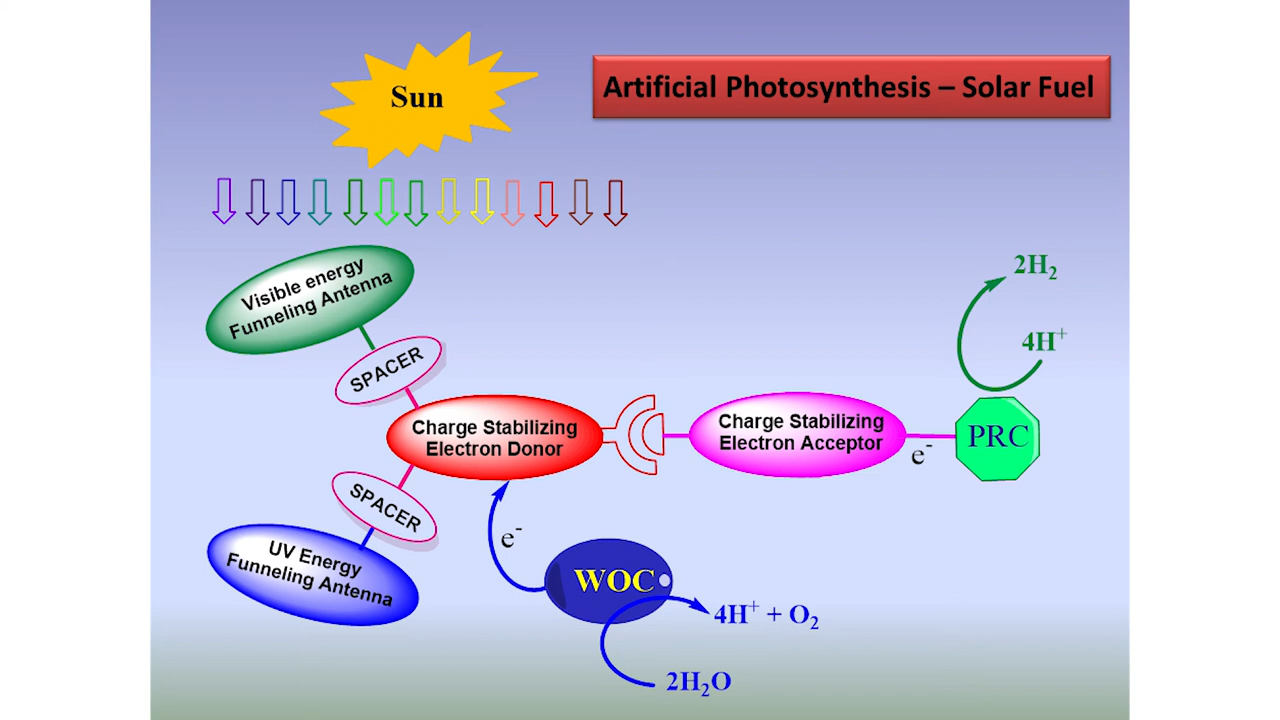 Sun
Artificial Photosynthesis – Solar Fuel
Visible energy
Funneling Antenna
SPACER
2H₂
4H⁺
Charge Stabilizing
Electron Donor
Charge Stabilizing
Electron Acceptor
e⁻
PRC
SPACER
e⁻
UV Energy
Funneling Antenna
WOC
4H⁺ + O₂
2H₂O